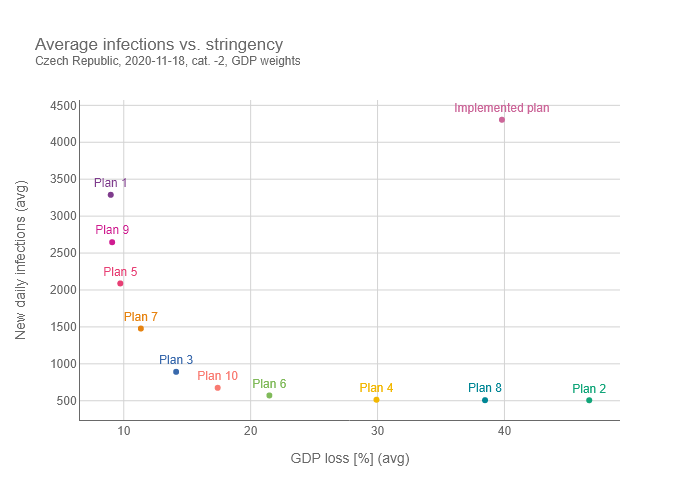 Average infections vs. stringency
Czech Republic, 2020-11-18, cat. -2, GDP weights
4500
4000
3500
3000
2500
2000
1500
1000
500
New daily infections (avg)
Implemented plan
Plan 1
Plan 9
Plan 5
Plan 7
Plan 3
Plan 10
Plan 6
Plan 4
Plan 8
Plan 2
10
20
30
40
GDP loss [%] (avg)